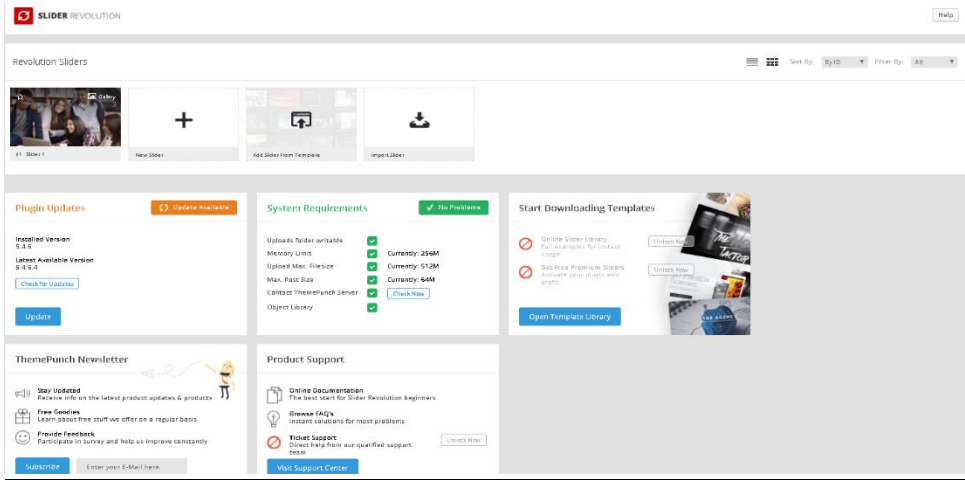 SLIDER REVOLUTION
Help
Revolution Sliders
Sort By: By ID Filter By: All
Gallery
#1 Slider 1
New Slider
Add Slider From Template
Import Slider
Plugin Updates
Update Available
Installed Version
5.4.6
Latest Available Version
5.4.6.4
Check for Updates
Update
System Requirements
No Problems
Uploads folder writable
Memory Limit Currently: 256M
Upload Max. Filesize Currently: 512M
Max. Post Size Currently: 64M
Contact ThemePunch Server Check Now
Object Library
Start Downloading Templates
Online Slider Library
Full examples for instant
usage
Unlock Now
Get Free Premium Sliders
Activate your plugin and
profit
Unlock Now
Open Template Library
THE
ThemePunch Newsletter
Stay Updated
Receive info on the latest product updates & products
Free Goodies
Learn about free stuff we offer on a regular basis
Provide Feedback
Participate in survey and help us improve constantly
Subscribe Enter your E-Mail here
Product Support
Online Documentation
The best start for Slider Revolution beginners
Browse FAQ's
Instant solutions for most problems
Ticket Support
Direct help from our qualified support
team
Unlock Now
Visit Support Center